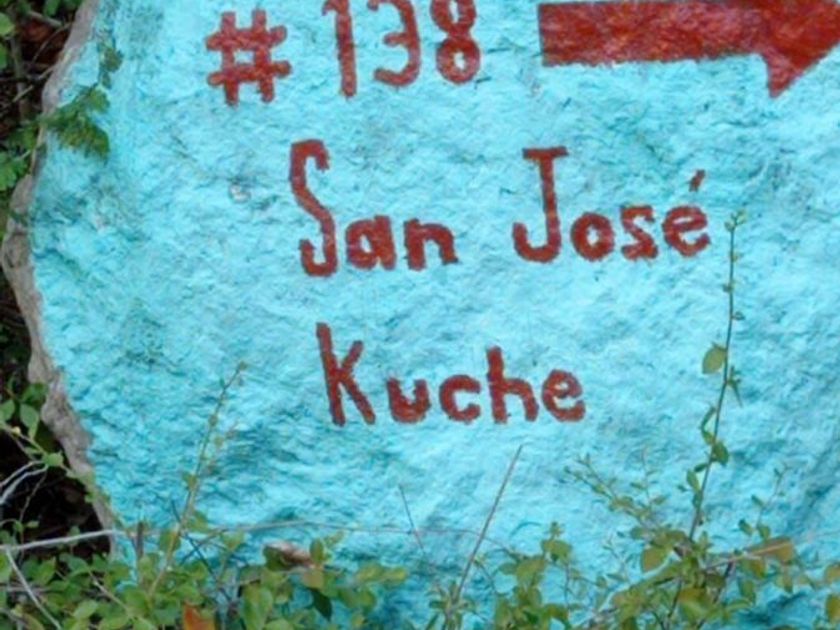 # 138
San José
Kuche